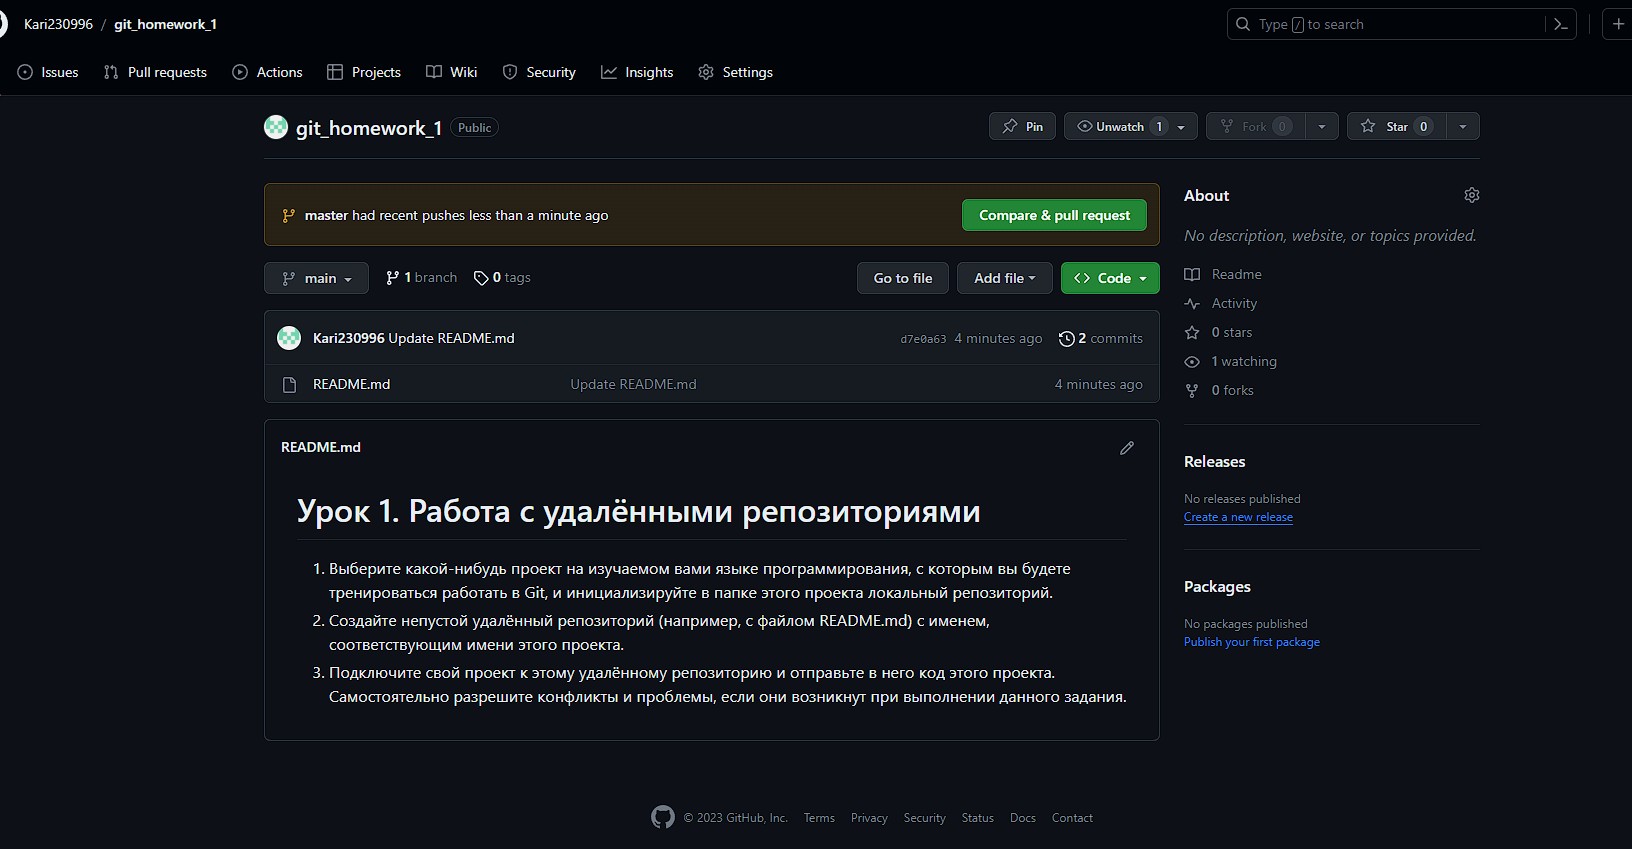 Kari230996 / git_homework_1
Type / to search
Issues
Pull requests
Actions
Projects
Wiki
Security
Insights
Settings
git_homework_1 Public
Pin
Unwatch 1
Fork 0
Star 0
master had recent pushes less than a minute ago
Compare & pull request
main
1 branch
0 tags
Go to file
Add file
Code
Kari230996 Update README.md
d7e0a63 4 minutes ago
2 commits
README.md
Update README.md
4 minutes ago
README.md
Урок 1. Работа с удалёнными репозиториями
1. Выберите какой-нибудь проект на изучаемом вами языке программирования, с которым вы будете
тренироваться работать в Git, и инициализируйте в папке этого проекта локальный репозиторий.
2. Создайте непустой удалённый репозиторий (например, с файлом README.md) с именем,
соответствующим имени этого проекта.
3. Подключите свой проект к этому удалённому репозиторию и отправьте в него код этого проекта.
Самостоятельно разрешите конфликты и проблемы, если они возникнут при выполнении данного задания.
About
No description, website, or topics provided.
Readme
Activity
0 stars
1 watching
0 forks
Releases
No releases published
Create a new release
Packages
No packages published
Publish your first package
© 2023 GitHub, Inc.
Terms
Privacy
Security
Status
Docs
Contact